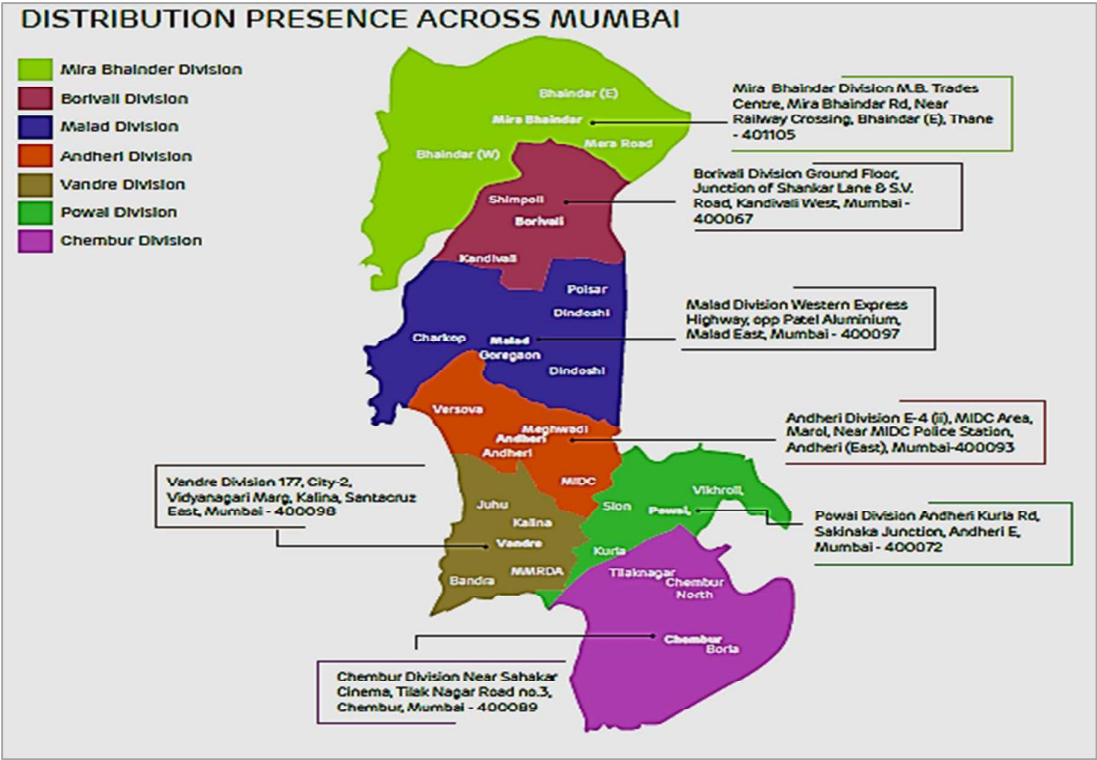 DISTRIBUTION PRESENCE ACROSS MUMBAI
Mira Bhainder Division
Borivali Division
Malad Division
Andheri Division
Vandre Division
Powai Division
Chembur Division
Bhaindar (E)
Mira Bhaindar
Mera Road
Bhaindar (W)
Mira Bhaindar Division M.B. Trades
Centre, Mira Bhaindar Rd, Near
Railway Crossing, Bhaindar (E), Thane
- 401105
Shimpoli
Borivali
Kandivali
Borivali Division Ground Floor,
Junction of Shankar Lane & S.V.
Road, Kandivali West, Mumbai -
400067
Poisar
Dindoshi
Charkop
Malad
Goregaon
Dindoshi
Malad Division Western Express
Highway, opp Patel Aluminium,
Malad East, Mumbai - 400097
Versova
Meghwadi
Andheri
Andheri
MIDC
Andheri Division E-4 (ii), MIDC Area,
Marol, Near MIDC Police Station,
Andheri (East), Mumbai-400093
Vandre Division 177, City-2,
Vidyanagari Marg, Kalina, Santacruz
East, Mumbai - 400098
Juhu
Kalina
Vandre
MMRDA
Bandra
Vikhroli,
Sion
Powai,
Kurla
Powai Division Andheri Kurla Rd,
Sakinaka Junction, Andheri E,
Mumbai - 400072
Tilaknagar
Chembur
North
Chembur
Borla
Chembur Division Near Sahakar
Cinema, Tilak Nagar Road no.3,
Chembur, Mumbai - 400089